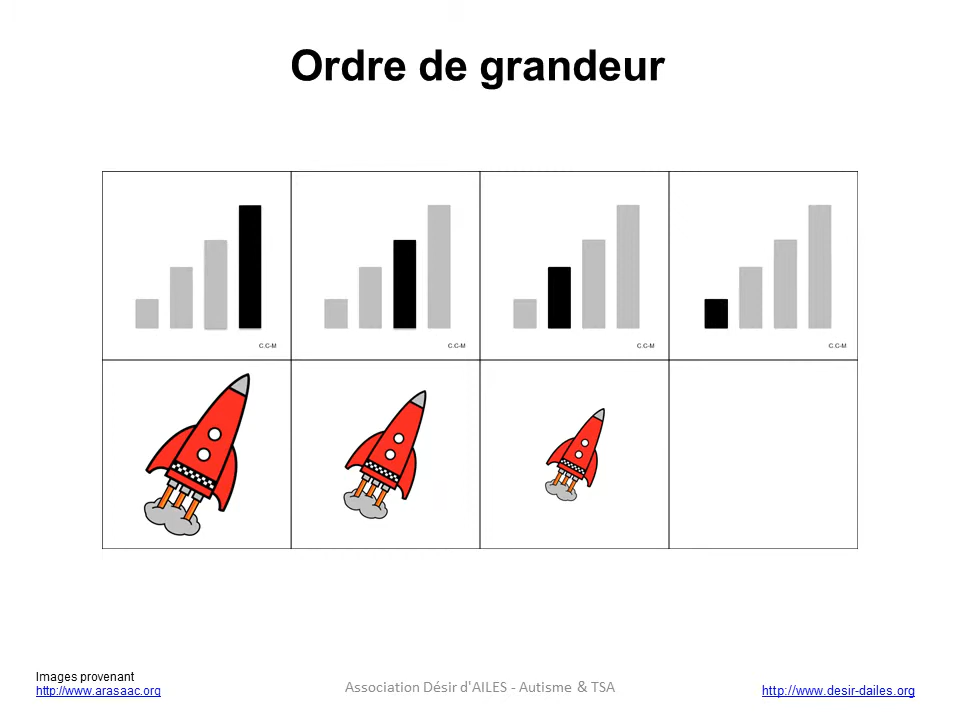 Ordre de grandeur
C.C-M
C.C-M
C.C-M
C.C-M
Images provenant
http://www.arasaac.org
Association Désir d'AILES - Autisme & TSA
http://www.desir-dailes.org